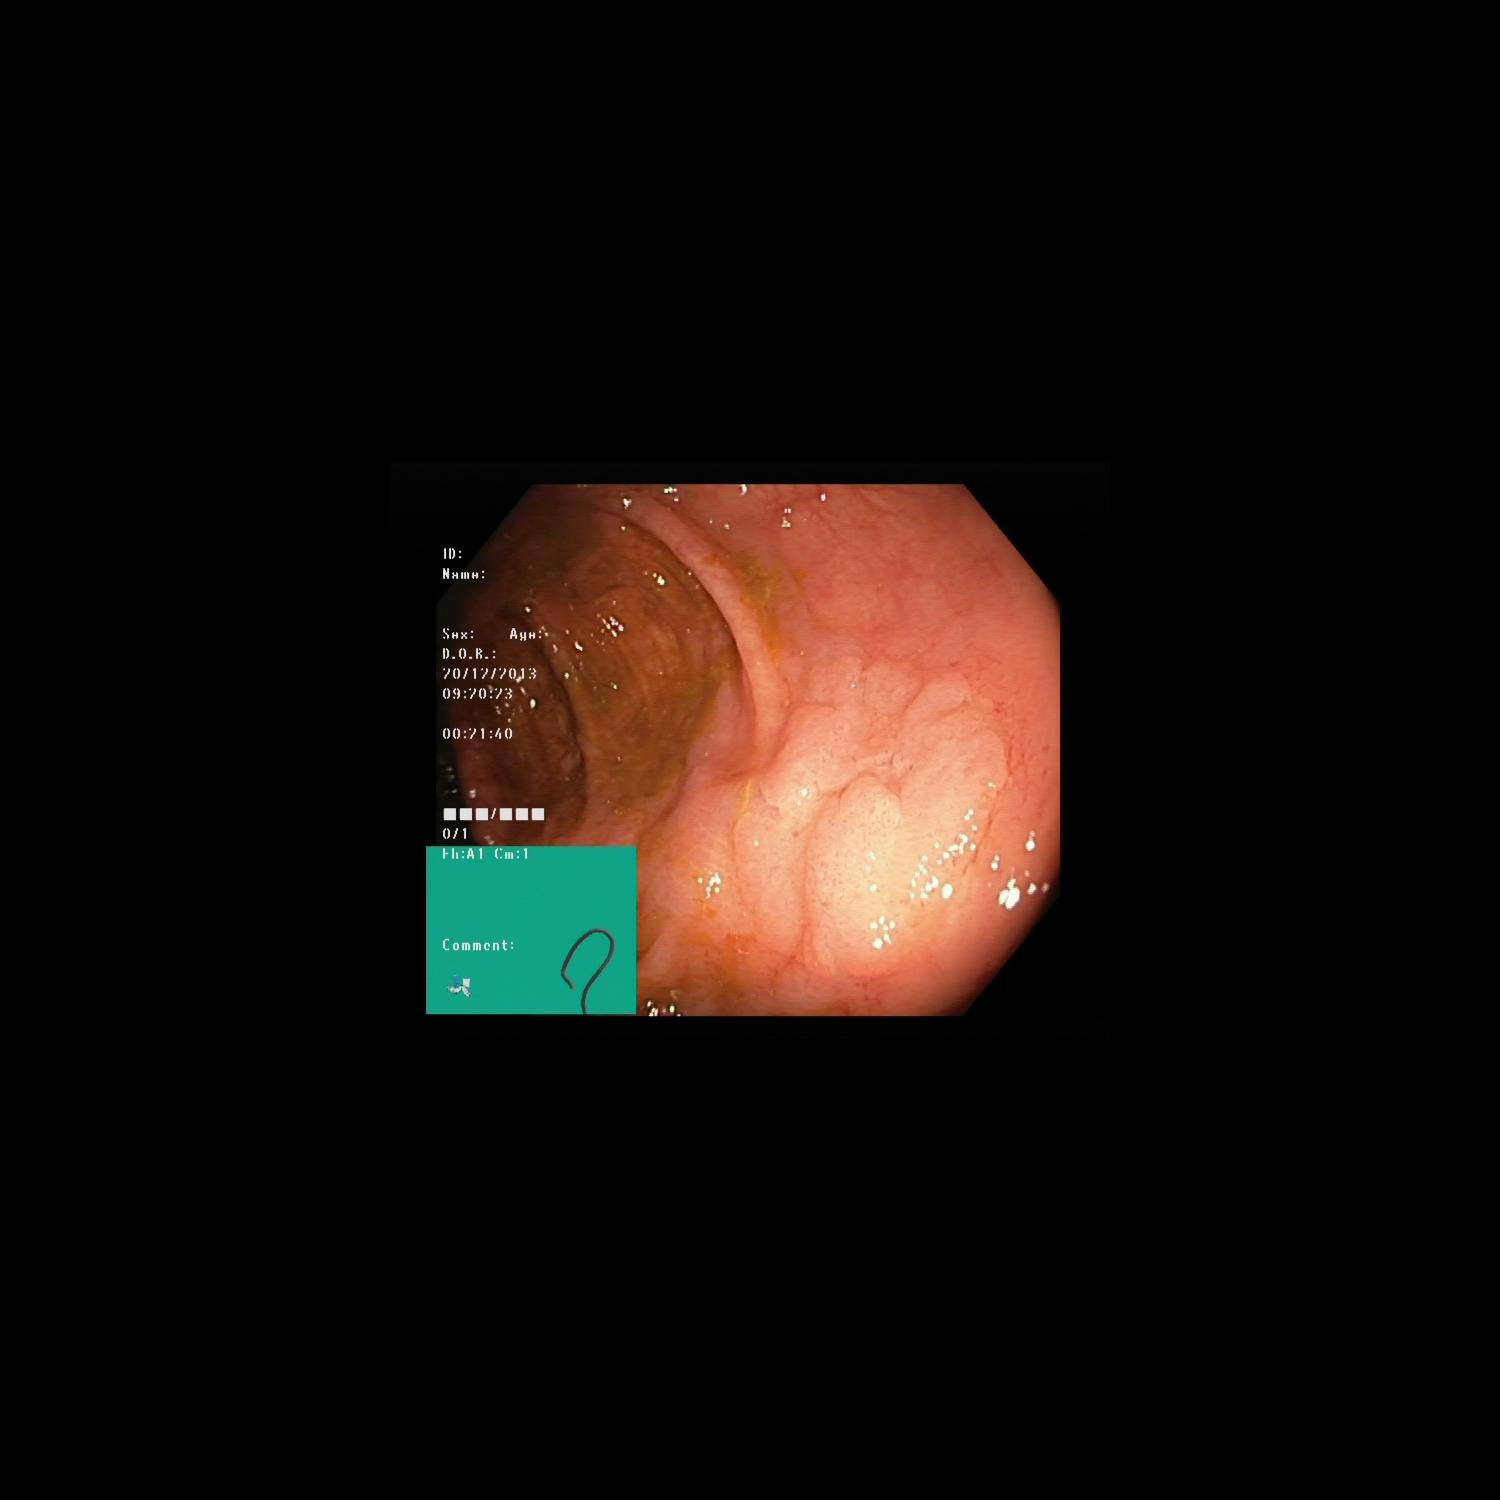 ID:
Name:
Sex: Age:
D.O.B.:
20/12/2013
09:20:23
00:21:40
■■■/■■■
0/1
Eh:A1 Cm:1
Comment: